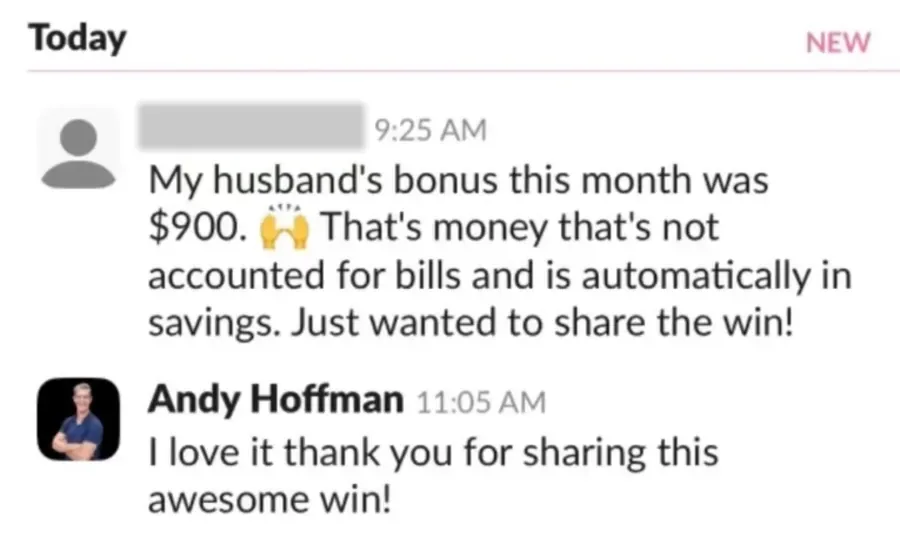 Today
NEW
9:25 AM
My husband's bonus this month was
$900. 🙌 That's money that's not
accounted for bills and is automatically in
savings. Just wanted to share the win!
Andy Hoffman 11:05 AM
I love it thank you for sharing this
awesome win!